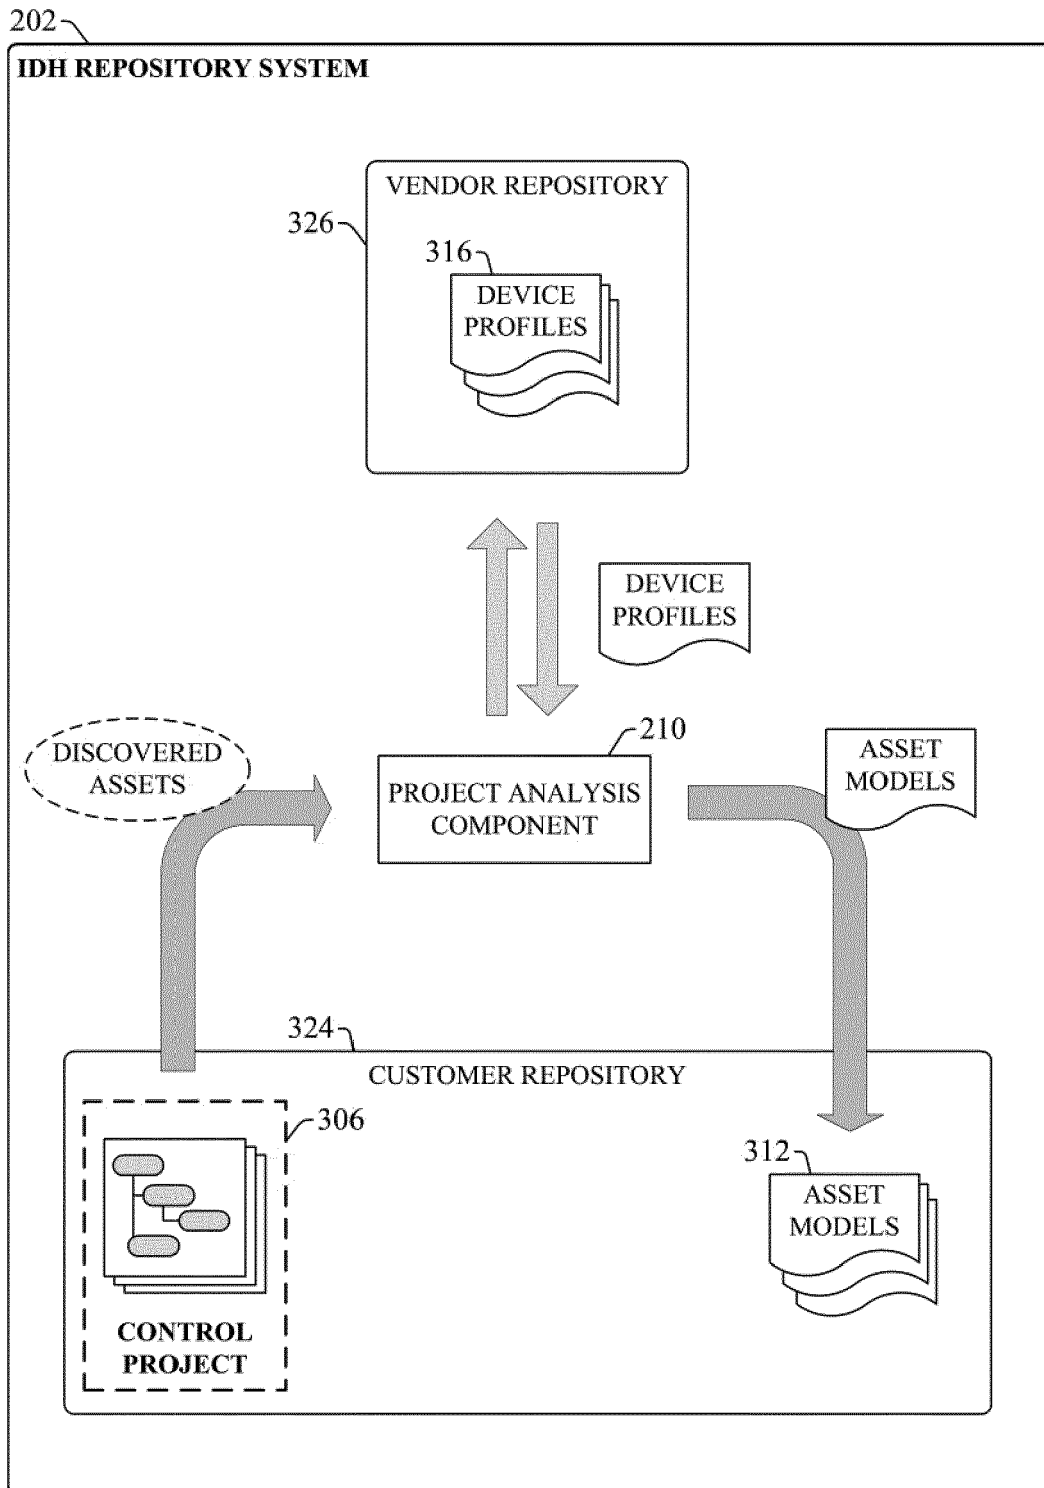 202
IDH REPOSITORY SYSTEM
VENDOR REPOSITORY
326
316
DEVICE
PROFILES
DEVICE
PROFILES
210
DISCOVERED
ASSETS
PROJECT ANALYSIS
COMPONENT
ASSET
MODELS
324
CUSTOMER REPOSITORY
306
312
ASSET
MODELS
CONTROL
PROJECT